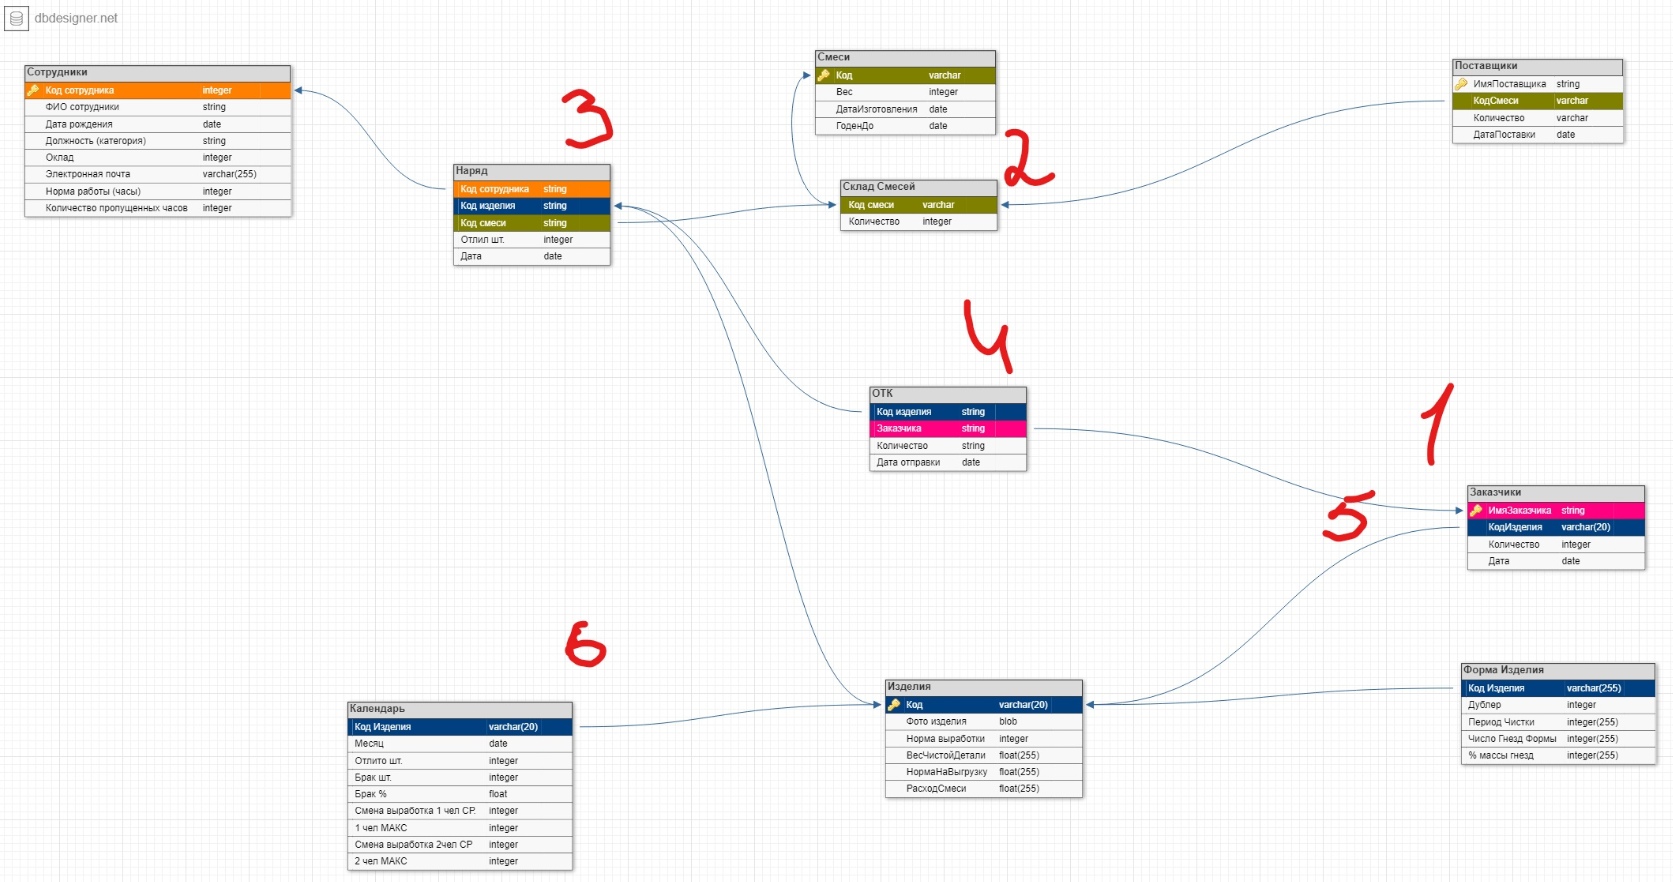 dbdesigner.net
Сотрудники
Код сотрудника integer
ФИО сотрудники string
Дата рождения date
Должность (категория) string
Оклад integer
Электронная почта varchar(255)
Норма работы (часы) integer
Количество пропущенных часов integer
3
Наряд
Код сотрудника string
Код изделия string
Код смеси string
Отлил шт. integer
Дата date
Смеси
Код varchar
Вес integer
ДатаИзготовления date
ГоденДо date
2
Склад Смесей
Код смеси varchar
Количество integer
Поставщики
ИмяПоставщика string
КодСмеси varchar
Количество varchar
ДатаПоставки date
4
ОТК
Код изделия string
Заказчика string
Количество string
Дата отправки date
1
5
Заказчики
ИмяЗаказчика string
КодИзделия varchar(20)
Количество integer
Дата date
6
Календарь
Код Изделия varchar(20)
Месяц date
Отлито шт. integer
Брак шт. integer
Брак % float
Смена выработка 1 чел СР. integer
1 чел МАКС integer
Смена выработка 2чел СР integer
2 чел МАКС integer
Изделия
Код varchar(20)
Фото изделия blob
Норма выработки integer
ВесЧистойДетали float(255)
НормаНаВыгрузку float(255)
РасходСмеси float(255)
Форма Изделия
Код Изделия varchar(255)
Дублер integer
Период Чистки integer(255)
Число Гнезд Формы integer(255)
% массы гнезд integer(255)